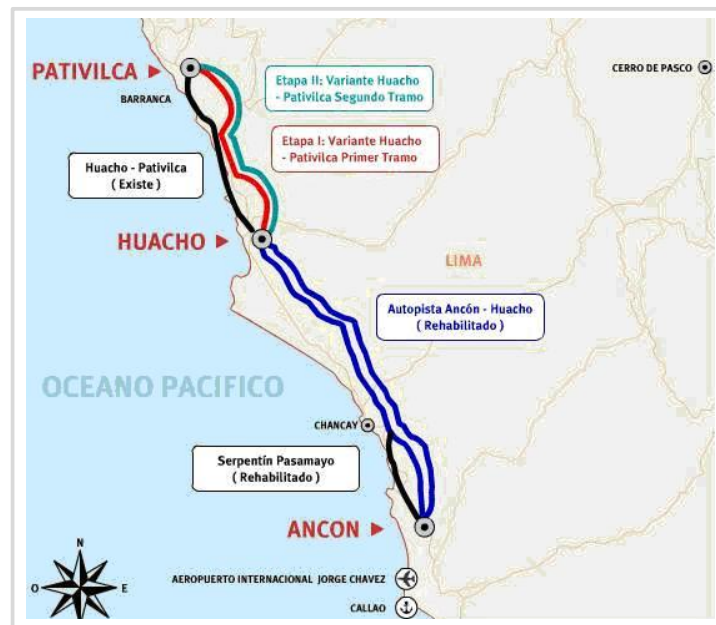 PATIVILCA
BARRANCA
Etapa II: Variante Huacho
- Pativilca Segundo Tramo
CERRO DE PASCO
Etapa I: Variante Huacho
- Pativilca Primer Tramo
Huacho - Pativilca
( Existe )
HUACHO
LIMA
Autopista Ancón - Huacho
( Rehabilitado )
OCEANO PACIFICO
CHANCAY
Serpentín Pasamayo
( Rehabilitado )
ANCON
N
O
E
S
AEROPUERTO INTERNACIONAL JORGE CHAVEZ
CALLAO